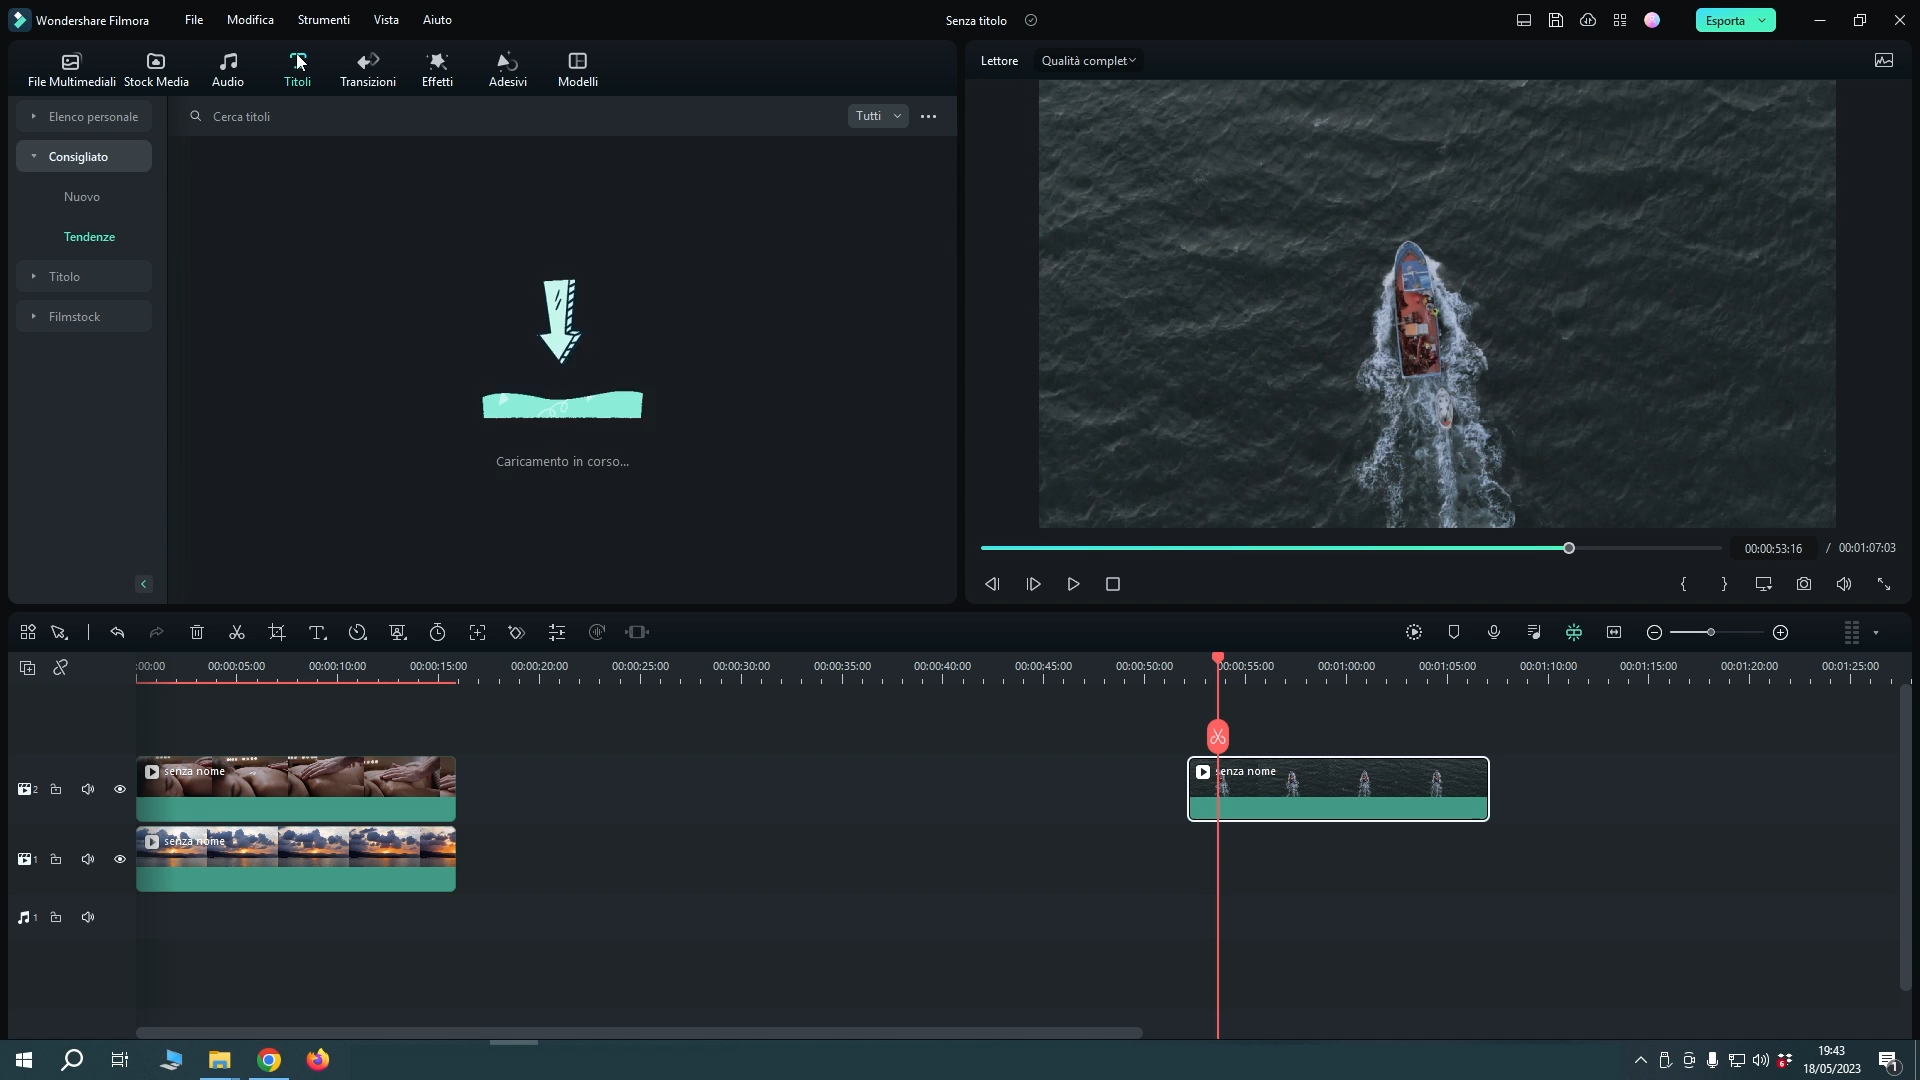 Wondershare Filmora
File
Modifica
Strumenti
Vista
Aiuto
Senza titolo
Esporta
File Multimediali
Stock Media
Audio
Titoli
Transizioni
Effetti
Adesivi
Modelli
Lettore
Qualità complet
Elenco personale
Cerca titoli
Tutti
Consigliato
Nuovo
Tendenze
Titolo
Filmstock
Caricamento in corso...
00:00:53:16 / 00:01:07:03
:00:00
00:00:05:00
00:00:10:00
00:00:15:00
00:00:20:00
00:00:25:00
00:00:30:00
00:00:35:00
00:00:40:00
00:00:45:00
00:00:50:00
00:00:55:00
00:01:00:00
00:01:05:00
00:01:10:00
00:01:15:00
00:01:20:00
00:01:25:00
2
senza nome
senza nome
1
senza nome
1
19:43
18/05/2023
6
1